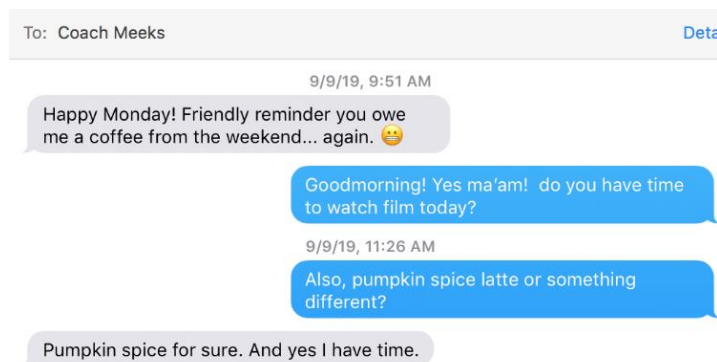 To: Coach Meeks Deta
9/9/19, 9:51 AM
Happy Monday! Friendly reminder you owe
me a coffee from the weekend... again. 😬
Goodmorning! Yes ma'am!  do you have time
to watch film today?
9/9/19, 11:26 AM
Also, pumpkin spice latte or something
different?
Pumpkin spice for sure. And yes I have time.